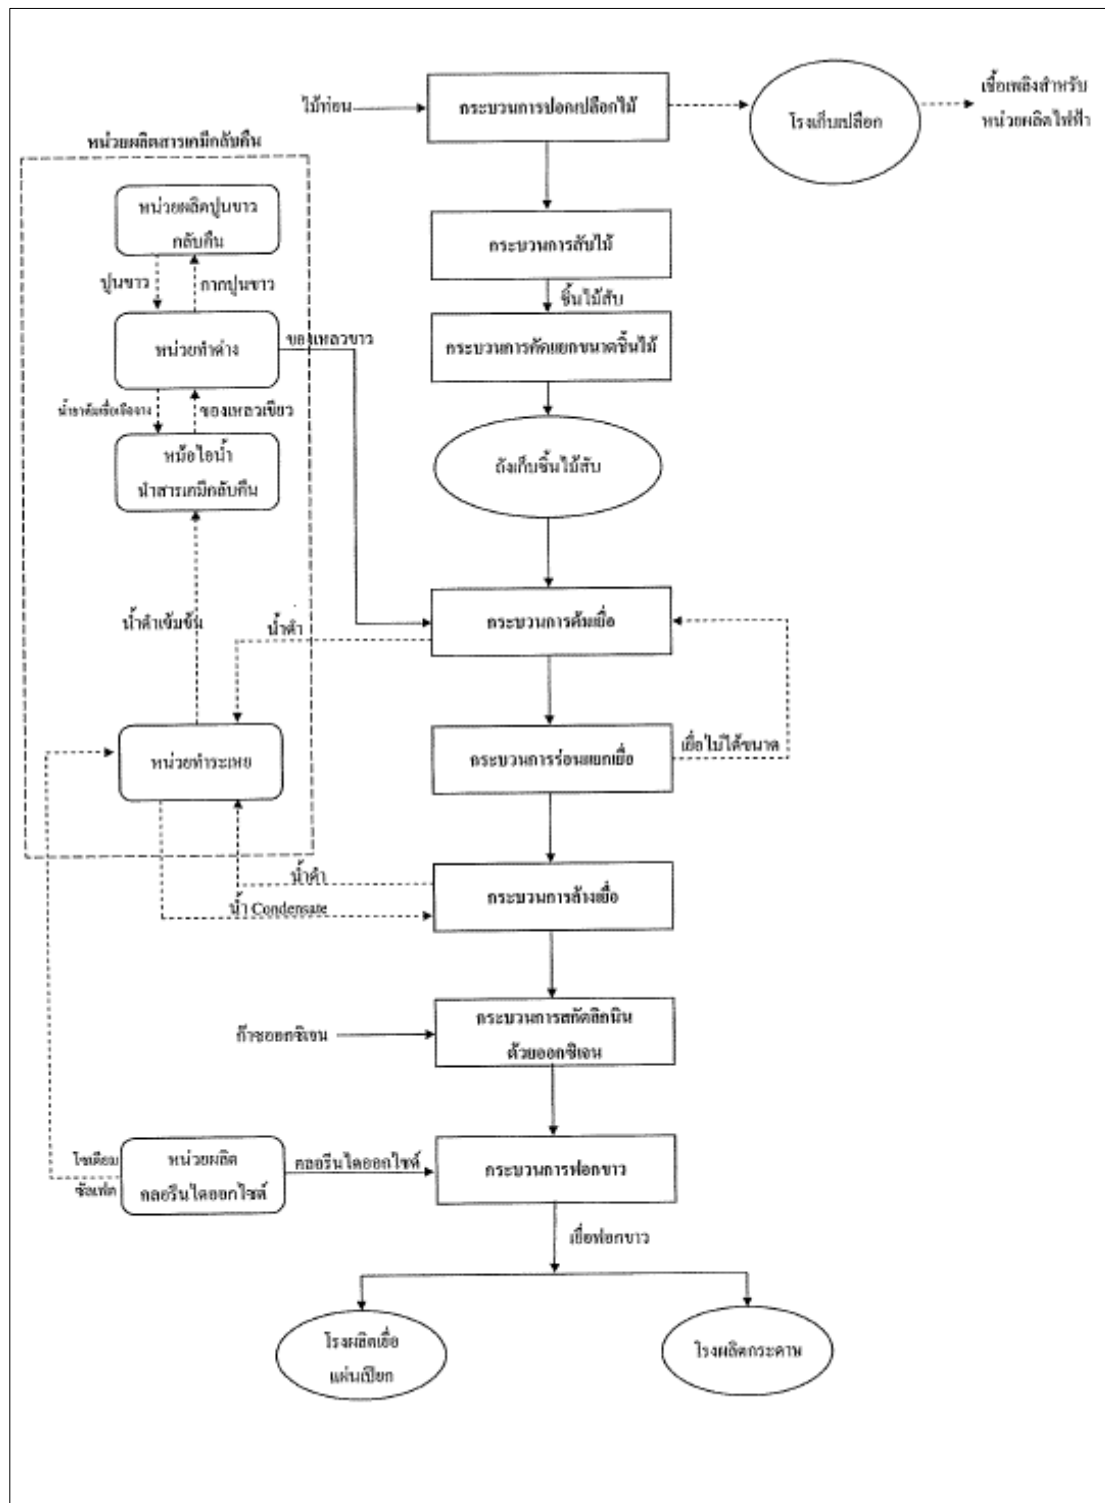 ไม้ท่อน
กระบวนการปอกเปลือกไม้
โรงเก็บเปลือก
เชื้อเพลิงสำหรับ
หน่วยผลิตไฟฟ้า
หน่วยผลิตสารเคมีกลับคืน
หน่วยผลิตปูนขาว
กลับคืน
กระบวนการสับไม้
ปูนขาว
กากปูนขาว
ชิ้นไม้สับ
หน่วยทำด่าง
ของเหลวขาว
กระบวนการคัดแยกขนาดชิ้นไม้
น้ำยาต้มเยื่อเจือจาง
ของเหลวเขียว
หม้อไอน้ำ
นำสารเคมีกลับคืน
ถังเก็บชิ้นไม้สับ
น้ำดำเข้มข้น
น้ำดำ
กระบวนการต้มเยื่อ
หน่วยทำระเหย
กระบวนการร่อนแยกเยื่อ
เยื่อไม่ได้ขนาด
น้ำดำ
น้ำ Condensate
กระบวนการล้างเยื่อ
ก๊าซออกซิเจน
กระบวนการสกัดลิกนิน
ด้วยออกซิเจน
โซเดียม
ซัลเฟต
หน่วยผลิต
คลอรีนไดออกไซด์
คลอรีนไดออกไซด์
กระบวนการฟอกขาว
เยื่อฟอกขาว
โรงผลิตเยื่อ
แผ่นเปียก
โรงผลิตกระดาษ